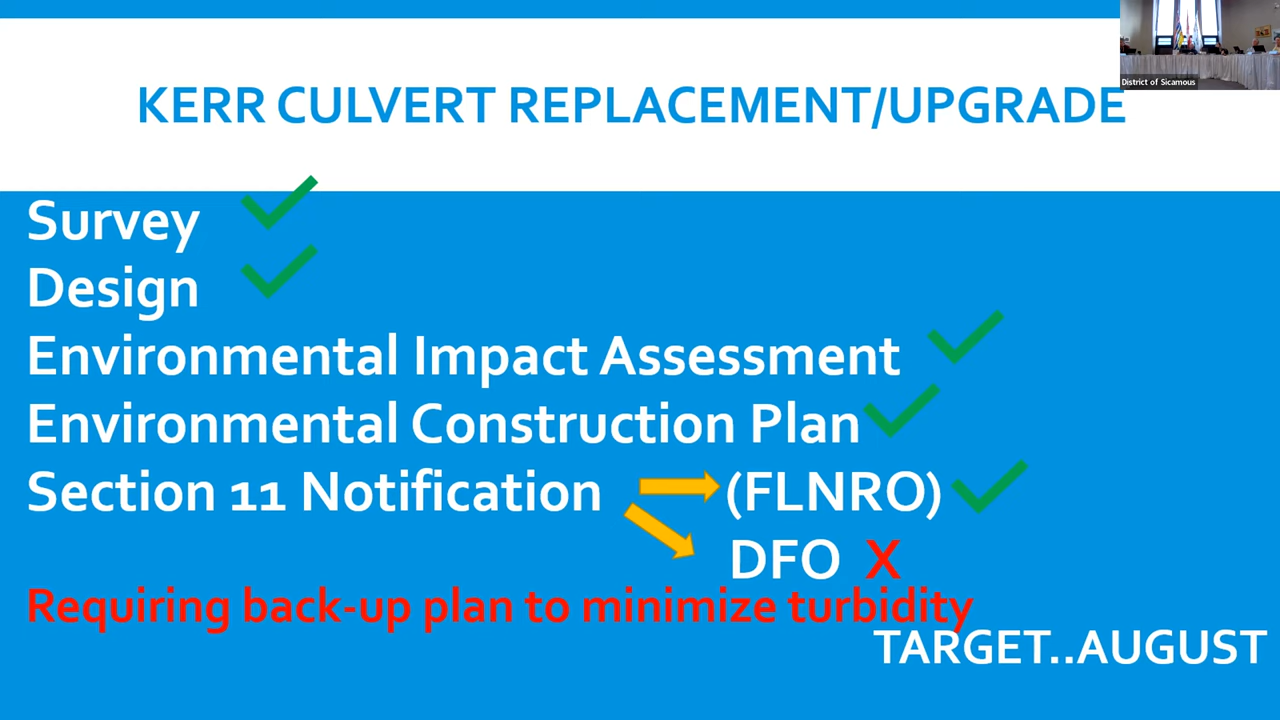 KERR CULVERT REPLACEMENT/UPGRADE
District of Sicamous
Survey
Design
Environmental Impact Assessment
Environmental Construction Plan
Section 11 Notification (FLNRO)
DFO X
Requiring back-up plan to minimize turbidity
TARGET..AUGUST